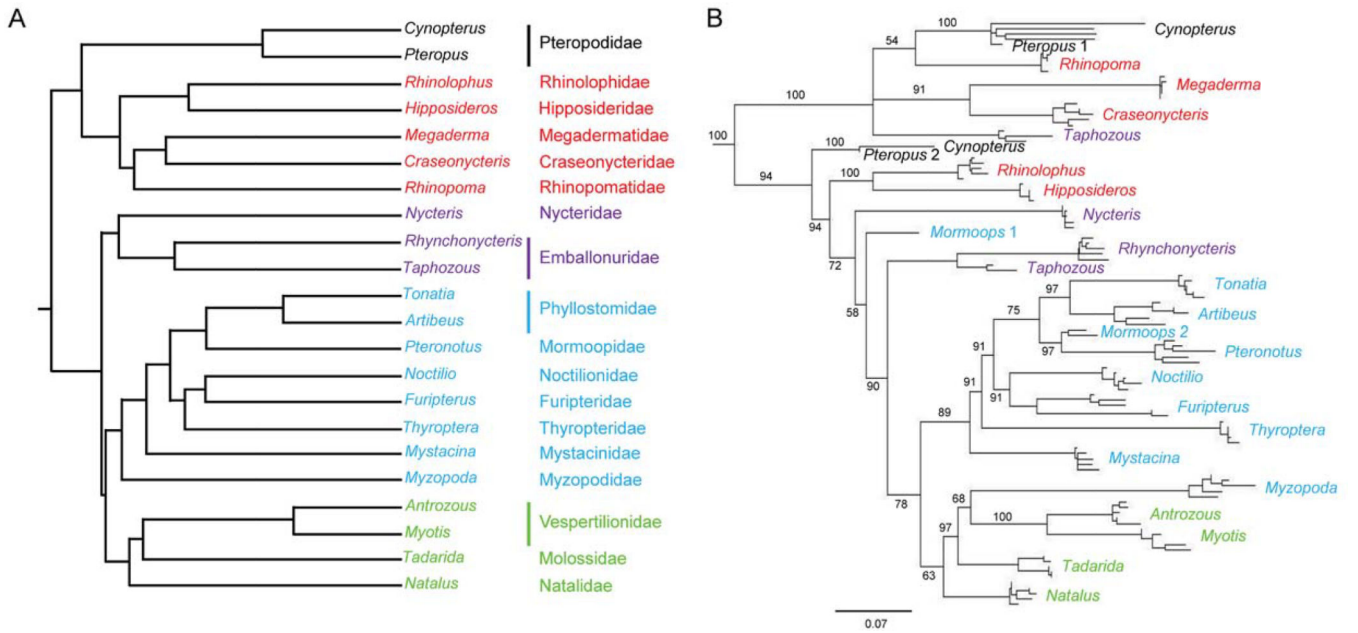 A
Cynopterus
Pteropus
Pteropodidae
Rhinolophus Rhinolophidae
Hipposideros Hipposideridae
Megaderma Megadermatidae
Craseonycteris Craseonycteridae
Rhinopoma Rhinopomatidae
Nycteris Nycteridae
Rhynchonycteris
Taphozous
Emballonuridae
Tonatia
Artibeus
Phyllostomidae
Pteronotus Mormoopidae
Noctilio Noctilionidae
Furipterus Furipteridae
Thyroptera Thyropteridae
Mystacina Mystacinidae
Myzopoda Myzopodidae
Antrozous
Myotis
Vespertilionidae
Tadarida Molossidae
Natalus Natalidae
B
100
Cynopterus
54
Pteropus 1
Rhinopoma
91
Megaderma
100
Craseonycteris
100
Taphozous
100
Cynopterus
Pteropus 2
94
100
Rhinolophus
Hipposideros
94
Nycteris
Mormoops 1
72
Rhynchonycteris
Taphozous
58
97
Tonatia
75
Artibeus
Mormoops 2
97
Pteronotus
91
90
91
Noctilio
91
Furipterus
89
Thyroptera
Mystacina
78
68
Myzopoda
100
Antrozous
97
Myotis
Tadarida
63
Natalus
0.07